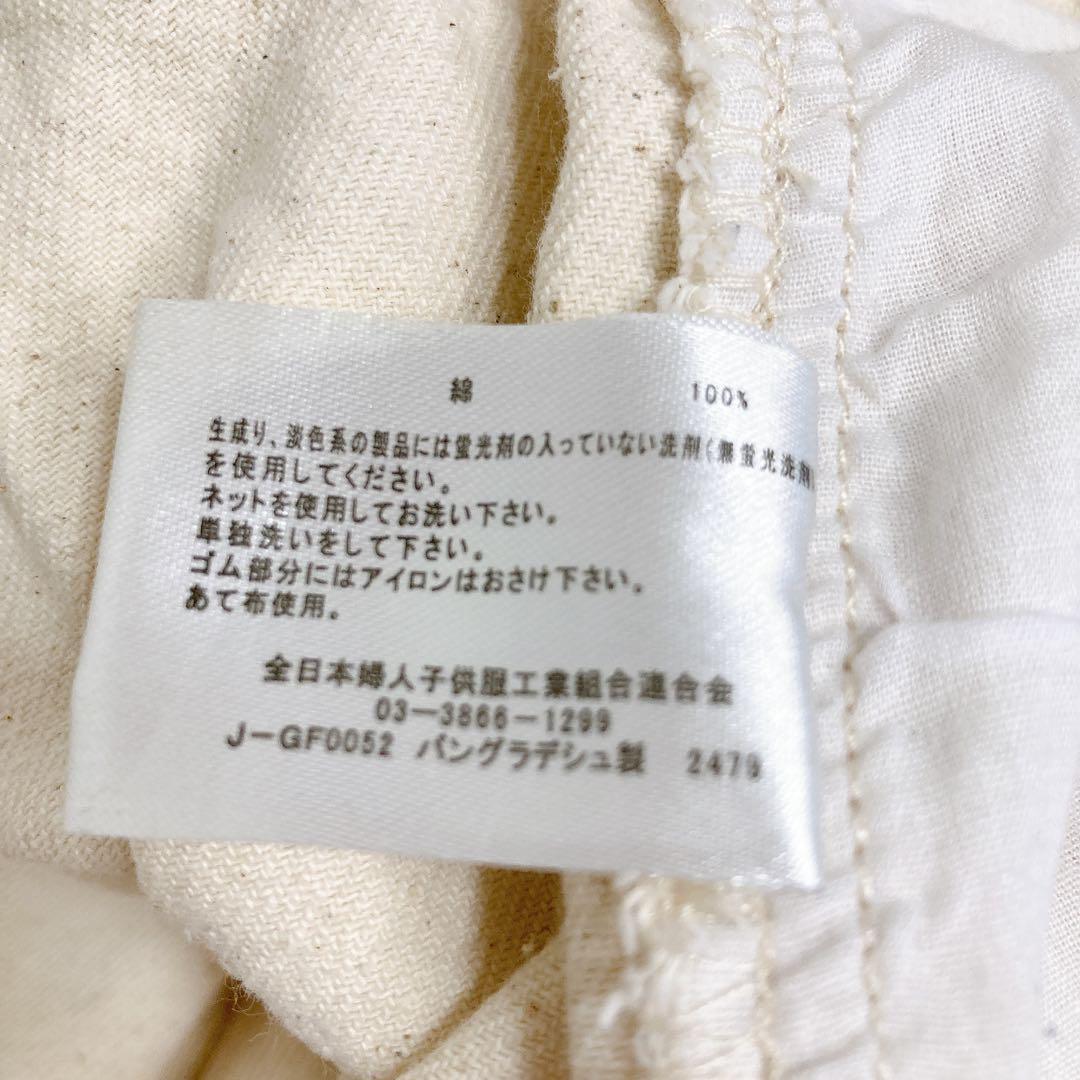 綿 100%
生成り、淡色系の製品には蛍光剤の入っていない洗剤(無蛍光洗剤)
を使用してください。
ネットを使用してお洗い下さい。
単独洗いをして下さい。
ゴム部分にはアイロンはおさけ下さい。
あて布使用。
全日本婦人子供服工業組合連合会
03-3866-1299
J-GF0052 バングラデシュ製 2479